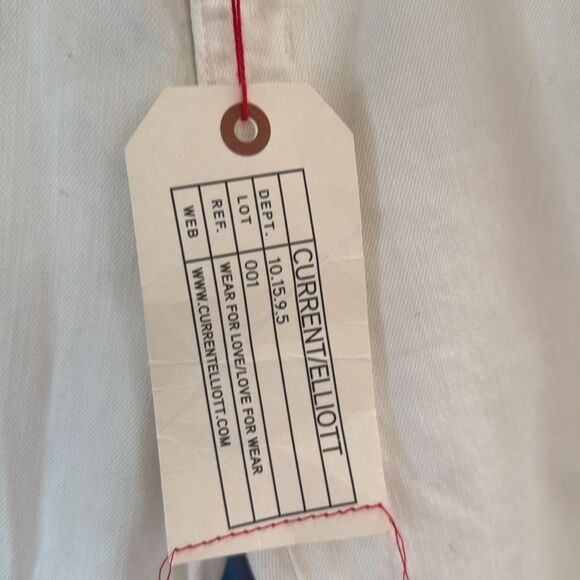 CURRENT/ELLIOTT
DEPT. 10.15.9.5
LOT 001
REF. WEAR FOR LOVE/LOVE FOR WEAR
WEB WWW.CURRENTELLIOTT.COM